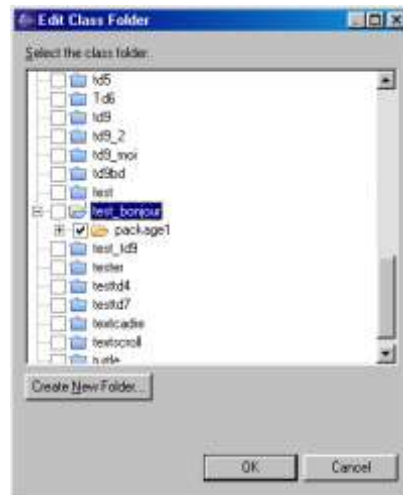 Edit Class Folder
Select the class folder:
td5
Td6
td9
td9_2
td9_moi
td9bd
test
test_bonjour
package1
test_td9
tester
testtd4
testtd7
textcadre
textscroll
turtle
Create New Folder...
OK
Cancel